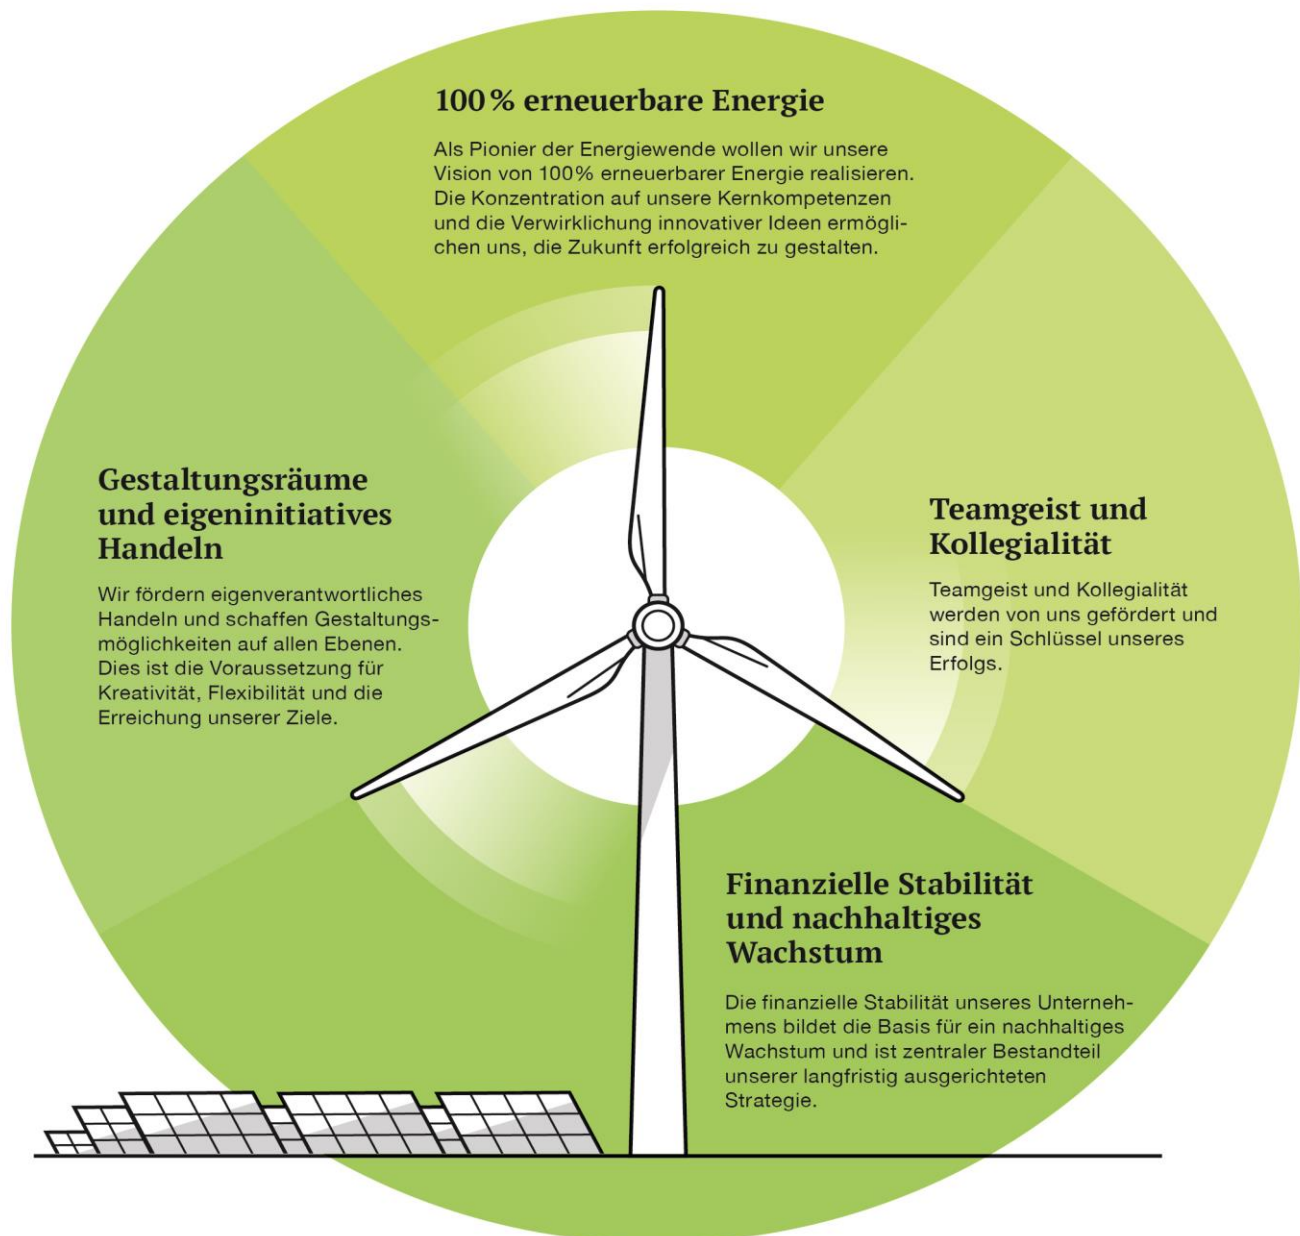 100 % erneuerbare Energie
Als Pionier der Energiewende wollen wir unsere
Vision von 100% erneuerbarer Energie realisieren.
Die Konzentration auf unsere Kernkompetenzen
und die Verwirklichung innovativer Ideen ermögli-
chen uns, die Zukunft erfolgreich zu gestalten.
Gestaltungsräume
und eigeninitiatives
Handeln
Wir fördern eigenverantwortliches
Handeln und schaffen Gestaltungs-
möglichkeiten auf allen Ebenen.
Dies ist die Voraussetzung für
Kreativität, Flexibilität und die
Erreichung unserer Ziele.
Teamgeist und
Kollegialität
Teamgeist und Kollegialität
werden von uns gefördert und
sind ein Schlüssel unseres
Erfolgs.
Finanzielle Stabilität
und nachhaltiges
Wachstum
Die finanzielle Stabilität unseres Unterneh-
mens bildet die Basis für ein nachhaltiges
Wachstum und ist zentraler Bestandteil
unserer langfristig ausgerichteten
Strategie.